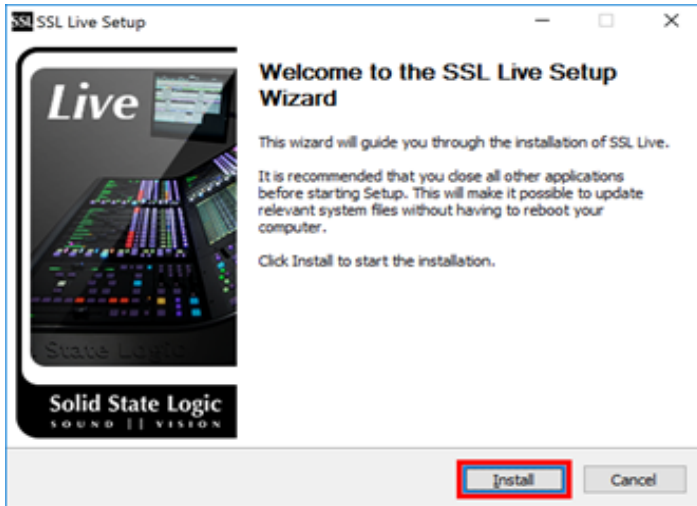 SSL SSL Live Setup
Live
Welcome to the SSL Live Setup
Wizard
This wizard will guide you through the installation of SSL Live.
It is recommended that you close all other applications
before starting Setup. This will make it possible to update
relevant system files without having to reboot your
computer.
Click Install to start the installation.
State Logic
Solid State Logic
SOUND || VISION
Install
Cancel